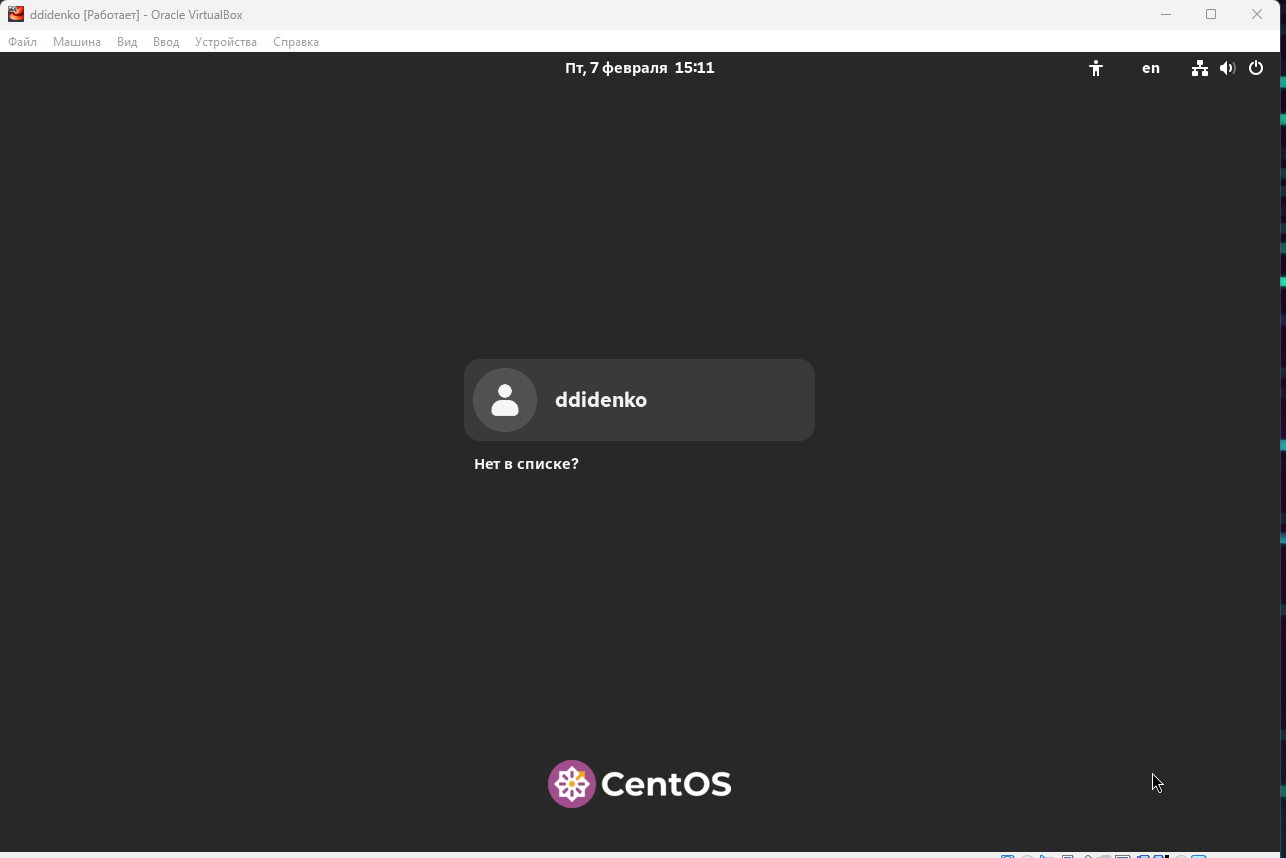 ddidenko [Работает] - Oracle VirtualBox
Файл Машина Вид Ввод Устройства Справка
Пт, 7 февраля 15:11 en
ddidenko
Нет в списке?
CentOS